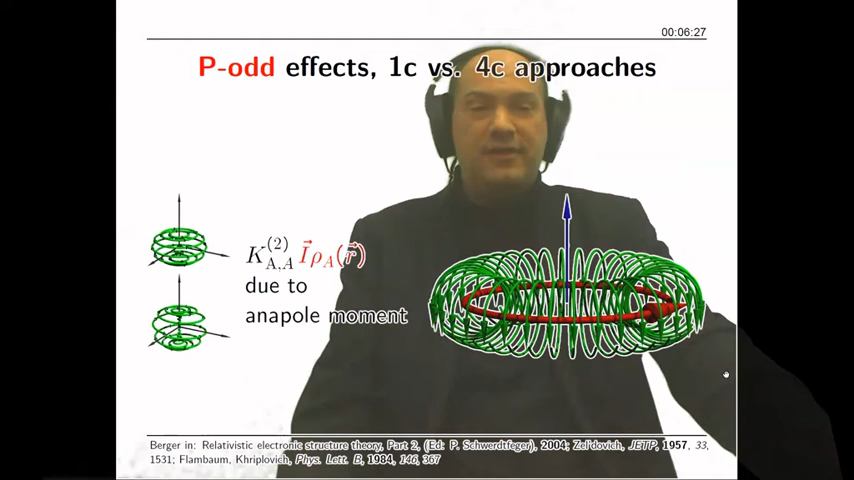 00:06:27
P-odd effects, 1c vs. 4c approaches
K_{A,A}^{(2)} \vec{I}ρ_A(\vec{r})
due to
anapole moment
Berger in: Relativistic electronic structure theory, Part 2, (Ed: P. Schwerdtfeger), 2004; Zel'dovich, JETP, 1957, 33,
1531; Flambaum, Khriplovich, Phys. Lett. B, 1984, 146, 367